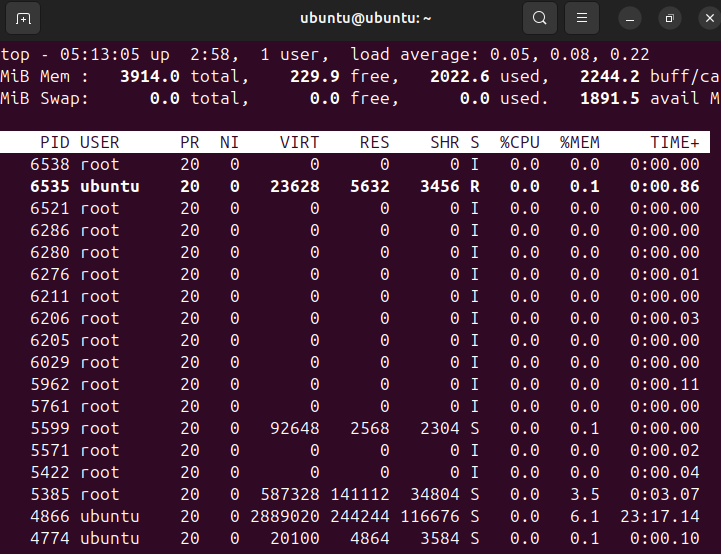 ubuntu@ubuntu: ~
top - 05:13:05 up  2:58,  1 user,  load average: 0.05, 0.08, 0.22
MiB Mem :   3914.0 total,    229.9 free,   2022.6 used,   2244.2 buff/ca
MiB Swap:      0.0 total,      0.0 free,      0.0 used.   1891.5 avail M
PID USER      PR  NI    VIRT    RES    SHR S  %CPU  %MEM     TIME+
6538 root      20   0       0      0      0 I   0.0   0.0   0:00.00
6535 ubuntu    20   0   23628   5632   3456 R   0.0   0.1   0:00.86
6521 root      20   0       0      0      0 I   0.0   0.0   0:00.00
6286 root      20   0       0      0      0 I   0.0   0.0   0:00.00
6280 root      20   0       0      0      0 I   0.0   0.0   0:00.00
6276 root      20   0       0      0      0 I   0.0   0.0   0:00.01
6211 root      20   0       0      0      0 I   0.0   0.0   0:00.00
6206 root      20   0       0      0      0 I   0.0   0.0   0:00.03
6205 root      20   0       0      0      0 I   0.0   0.0   0:00.00
6029 root      20   0       0      0      0 I   0.0   0.0   0:00.00
5962 root      20   0       0      0      0 I   0.0   0.0   0:00.11
5761 root      20   0       0      0      0 I   0.0   0.0   0:00.00
5599 root      20   0   92648   2568   2304 S   0.0   0.1   0:00.00
5571 root      20   0       0      0      0 I   0.0   0.0   0:00.02
5422 root      20   0       0      0      0 I   0.0   0.0   0:00.04
5385 root      20   0  587328 141112  34804 S   0.0   3.5   0:03.07
4866 ubuntu    20   0 2889020 244244 116676 S   0.0   6.1  23:17.14
4774 ubuntu    20   0   20100   4864   3584 S   0.0   0.1   0:00.10